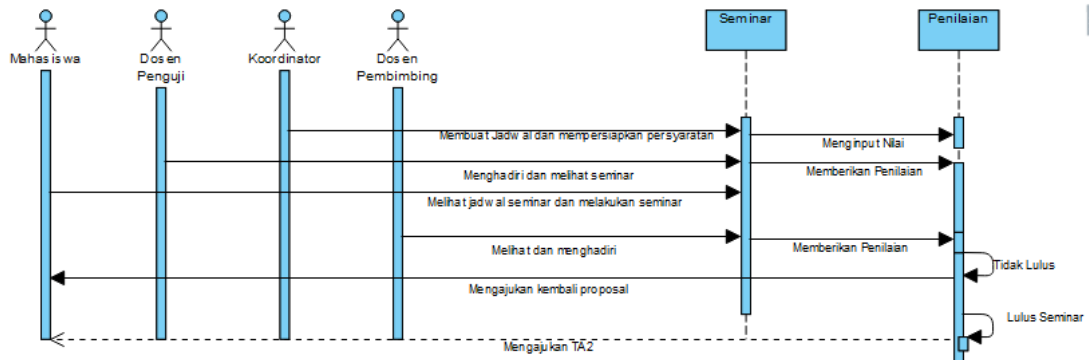 Mahasiswa
Dosen
Penguji
Koordinator
Dosen
Pembimbing
Seminar
Penilaian
Membuat Jadwal dan mempersiapkan persyaratan
Menginput Nilai
Menghadiri dan melihat seminar
Memberikan Penilaian
Melihat jadwal seminar dan melakukan seminar
Melihat dan menghadiri
Memberikan Penilaian
Tidak Lulus
Mengajukan kembali proposal
Lulus Seminar
Mengajukan TA2